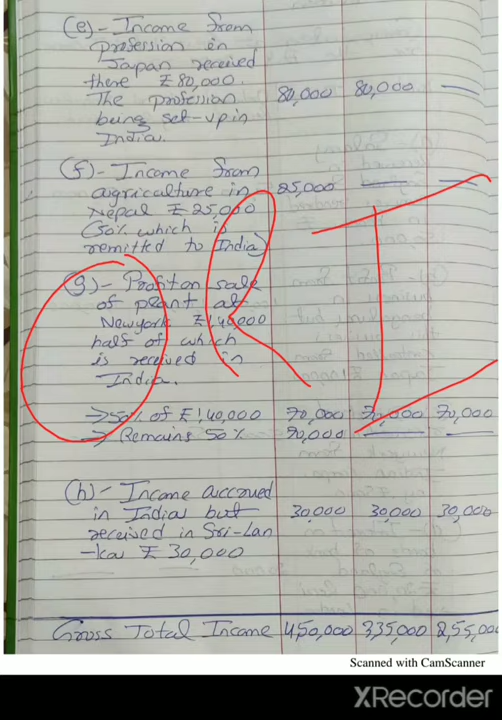 (e)- Income from
profession in
Japan received
there ₹80,000.
The profession 80,000 80,000 —
being set-up in
India.
(f)- Income from
agriculture in 25,000 — —
Nepal ₹25,000
(50% which is
remitted to India)
(g)- Profit on sale
of plant at
Newyork ₹1,40,000
half of which
is received in
India.
→ 50% of ₹1,40,000 70,000 70,000 70,000
→ Remains 50% 70,000 — —
(h)- Income accrued
in India but 30,000 30,000 30,000
received in Sri-Lan
-ka ₹30,000
Gross Total Income 4,50,000 3,35,000 2,55,000
Scanned with CamScanner
XRecorder